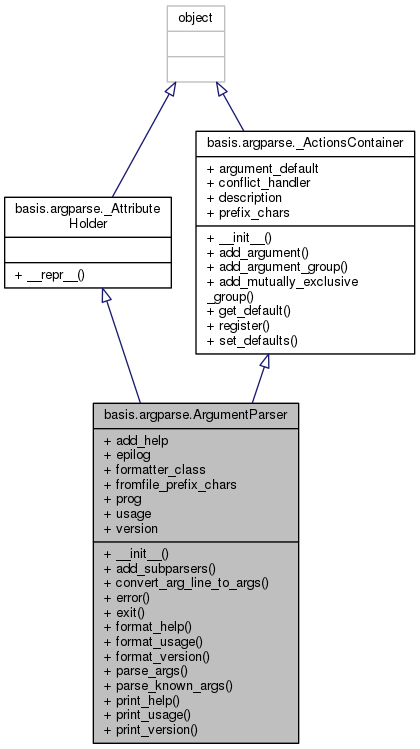 object
basis.argparse._ActionsContainer
+ argument_default
+ conflict_handler
+ description
+ prefix_chars
+ __init__()
+ add_argument()
+ add_argument_group()
+ add_mutually_exclusive
_group()
+ get_default()
+ register()
+ set_defaults()
basis.argparse._Attribute
Holder
+ __repr__()
basis.argparse.ArgumentParser
+ add_help
+ epilog
+ formatter_class
+ fromfile_prefix_chars
+ prog
+ usage
+ version
+ __init__()
+ add_subparsers()
+ convert_arg_line_to_args()
+ error()
+ exit()
+ format_help()
+ format_usage()
+ format_version()
+ parse_args()
+ parse_known_args()
+ print_help()
+ print_usage()
+ print_version()